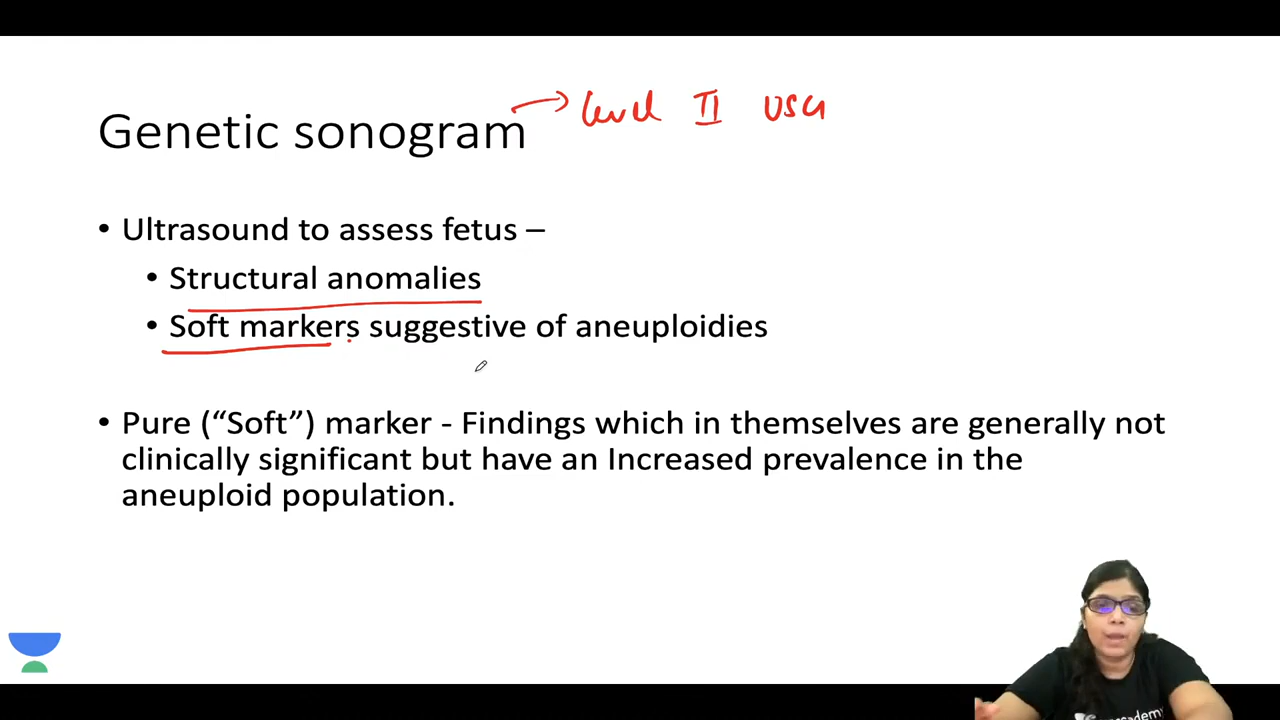 Genetic sonogram
level II USG
• Ultrasound to assess fetus –
• Structural anomalies
• Soft markers suggestive of aneuploidies
• Pure (“Soft”) marker - Findings which in themselves are generally not
clinically significant but have an Increased prevalence in the
aneuploid population.